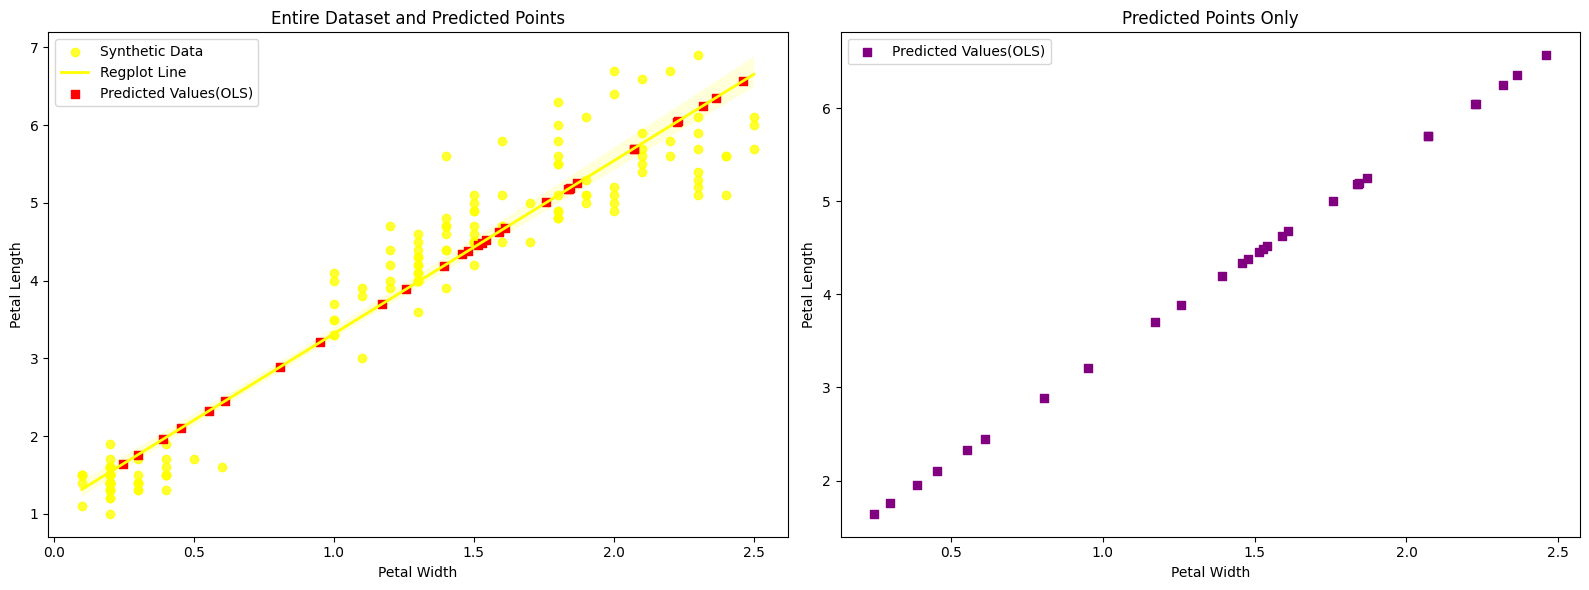 Entire Dataset and Predicted Points
Synthetic Data
Regplot Line
Predicted Values(OLS)
7
6
5
4
3
2
1
Petal Length
0.0 0.5 1.0 1.5 2.0 2.5
Petal Width
Predicted Points Only
Predicted Values(OLS)
6
5
4
3
2
Petal Length
0.5 1.0 1.5 2.0 2.5
Petal Width